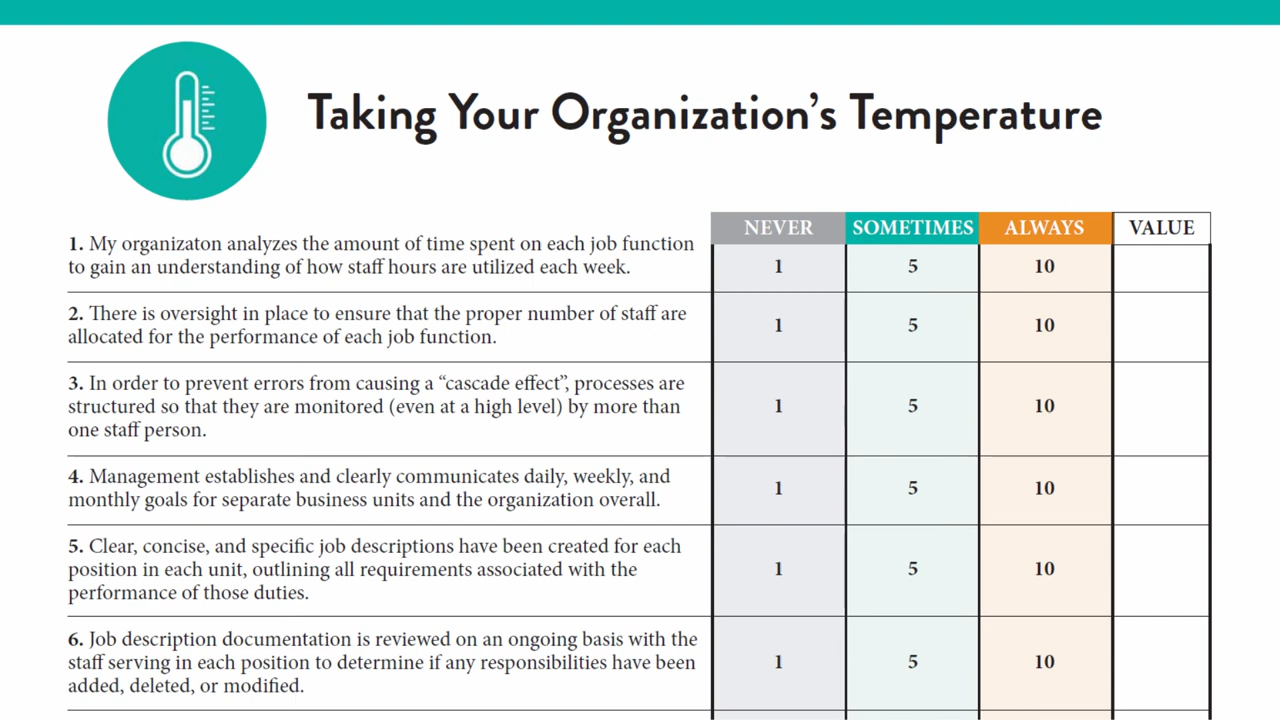 Taking Your Organization's Temperature
NEVER SOMETIMES ALWAYS VALUE
1. My organizaton analyzes the amount of time spent on each job function
to gain an understanding of how staff hours are utilized each week.
1 5 10
2. There is oversight in place to ensure that the proper number of staff are
allocated for the performance of each job function.
1 5 10
3. In order to prevent errors from causing a “cascade effect”, processes are
structured so that they are monitored (even at a high level) by more than
one staff person.
1 5 10
4. Management establishes and clearly communicates daily, weekly, and
monthly goals for separate business units and the organization overall.
1 5 10
5. Clear, concise, and specific job descriptions have been created for each
position in each unit, outlining all requirements associated with the
performance of those duties.
1 5 10
6. Job description documentation is reviewed on an ongoing basis with the
staff serving in each position to determine if any responsibilities have been
added, deleted, or modified.
1 5 10